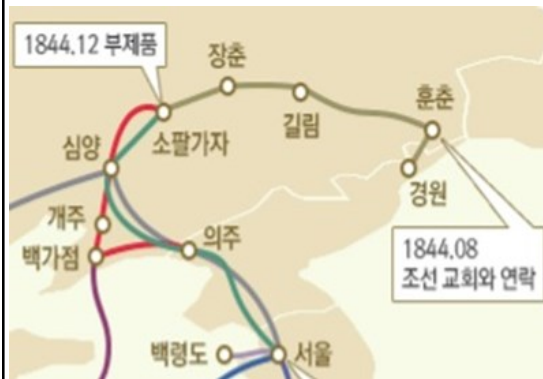 1844.12 부제품
장춘
훈춘
길림
소팔가자
심양
경원
개주
의주
백가점
1844.08
조선 교회와 연락
백령도
서울